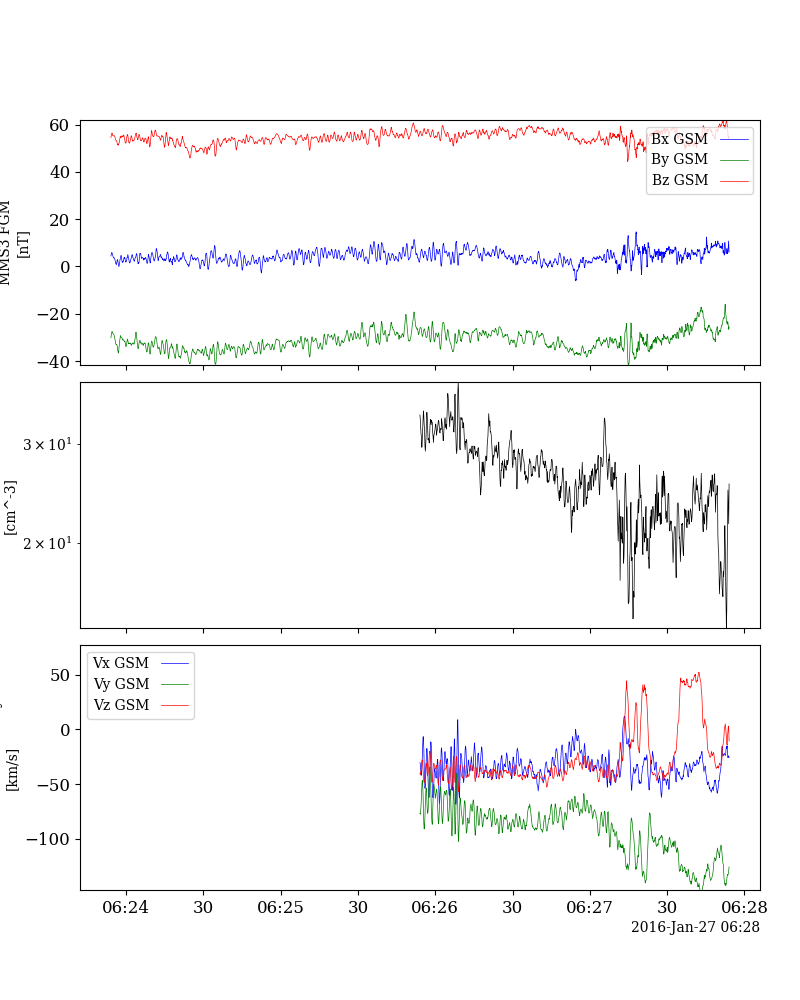 60
40
20
0
−20
−40
MMS3 FGM
[nT]
Bx GSM
By GSM
Bz GSM
3 × 10¹
2 × 10¹
[cm^-3]
50
0
−50
−100
[km/s]
Vx GSM
Vy GSM
Vz GSM
06:24 30 06:25 30 06:26 30 06:27 30 06:28
2016-Jan-27 06:28